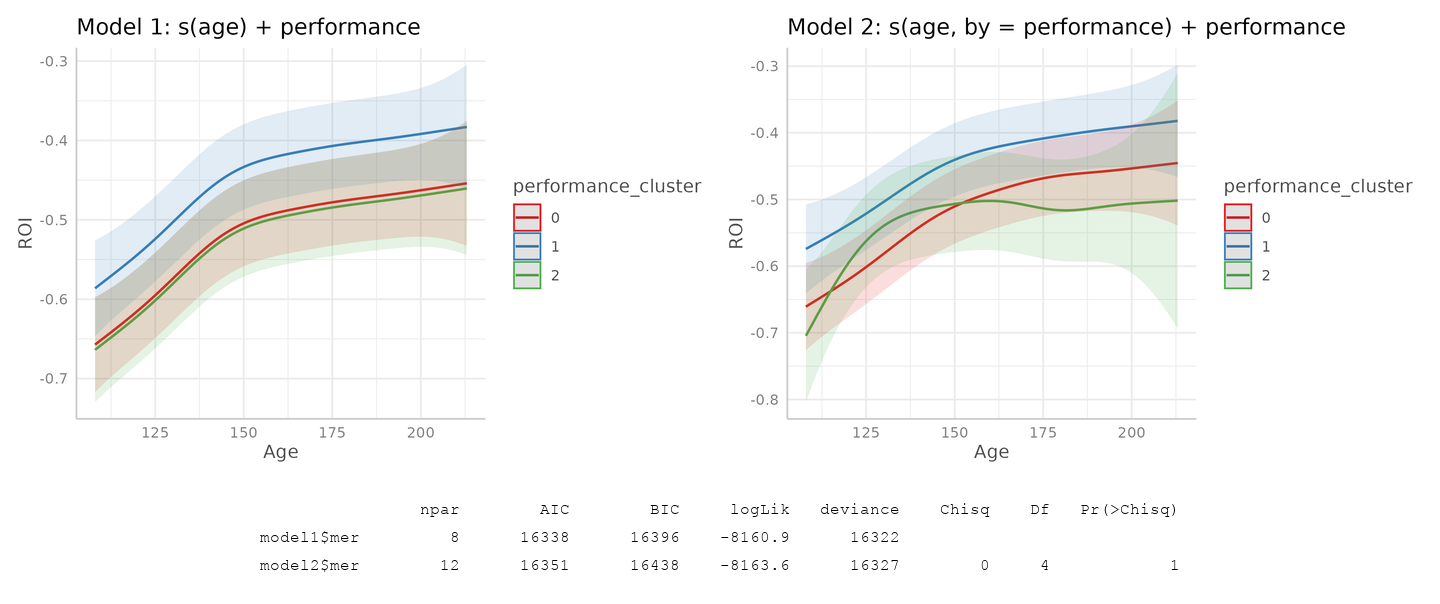 Model 1: s(age) + performance
-0.3
-0.4
-0.5
-0.6
-0.7
ROI
125 150 175 200
Age
performance_cluster
0
1
2
Model 2: s(age, by = performance) + performance
-0.3
-0.4
-0.5
-0.6
-0.7
-0.8
ROI
125 150 175 200
Age
performance_cluster
0
1
2
npar AIC BIC logLik deviance Chisq Df Pr(>Chisq)
model1$mer 8 16338 16396 -8160.9 16322
model2$mer 12 16351 16438 -8163.6 16327 0 4 1